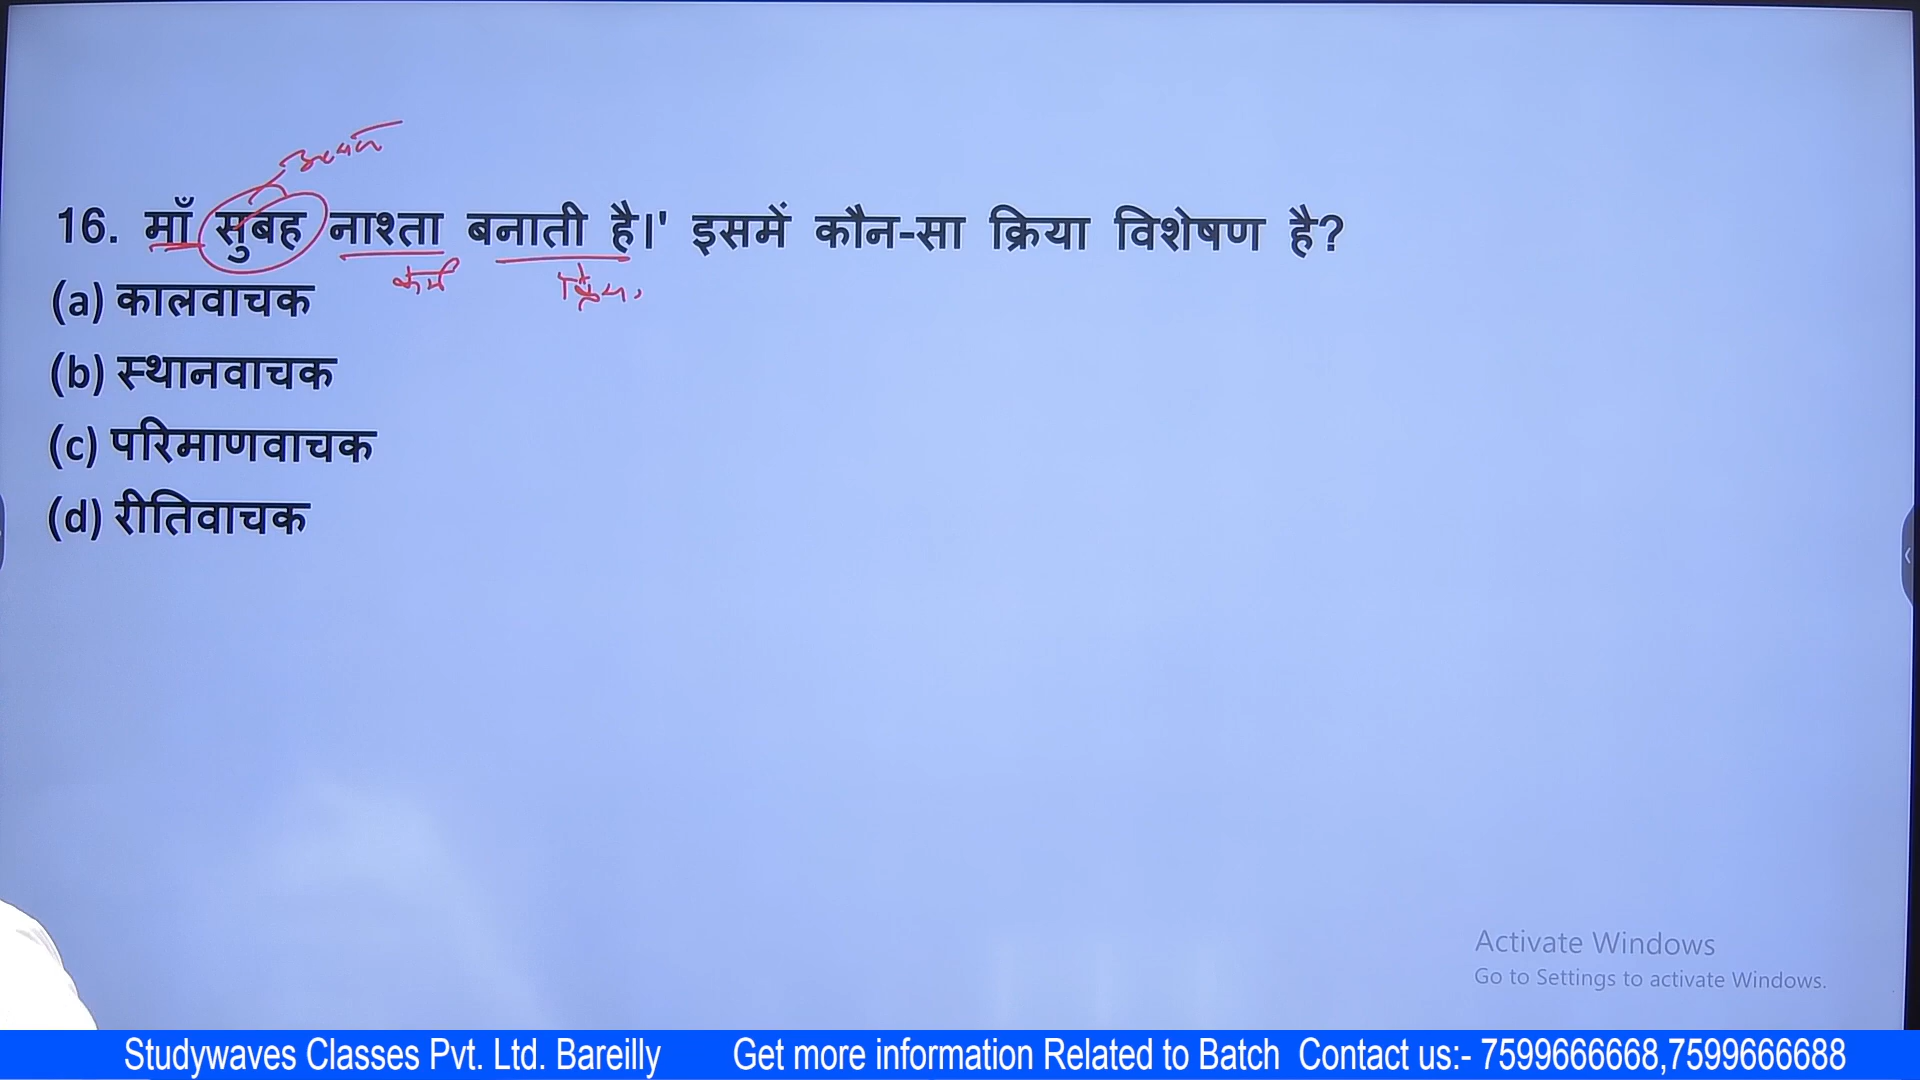 16. माँ सुबह नाश्ता बनाती है।' इसमें कौन-सा क्रिया विशेषण है?
कर्म क्रिया
(a) कालवाचक
(b) स्थानवाचक
(c) परिमाणवाचक
(d) रीतिवाचक
Activate Windows
Go to Settings to activate Windows.
Studywaves Classes Pvt. Ltd. Bareilly Get more information Related to Batch Contact us:- 7599666668,7599666688